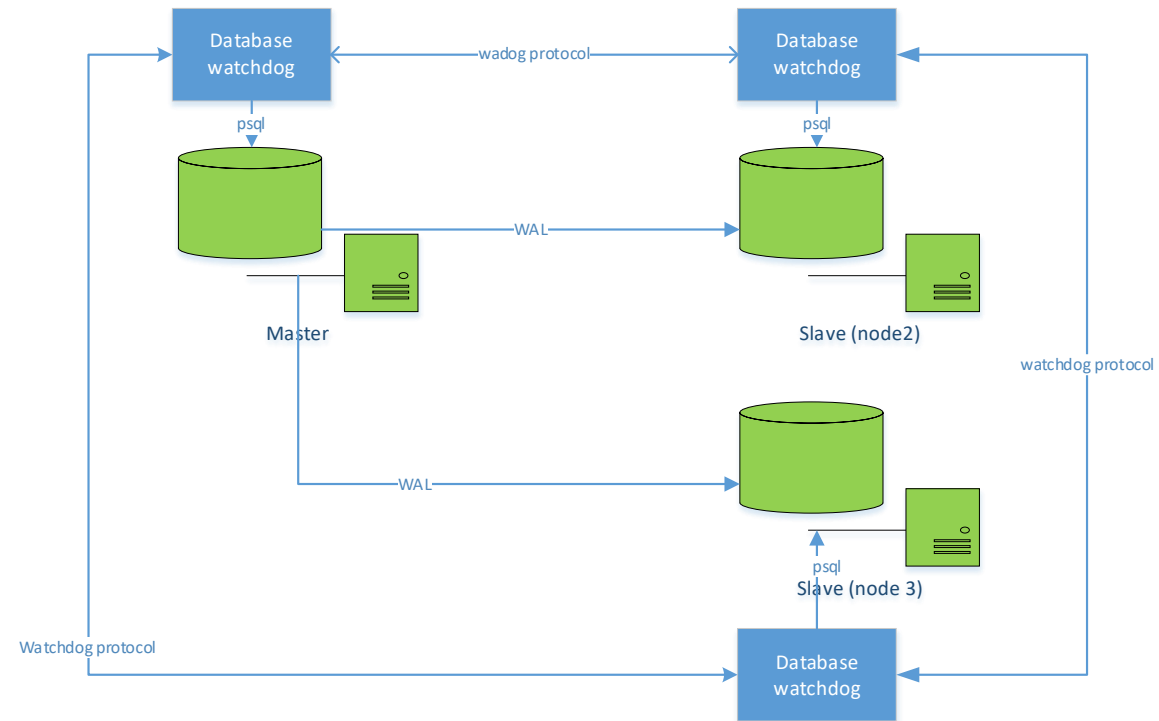 Database
watchdog
wadog protocol
Database
watchdog
psql
psql
WAL
Master
Slave (node2)
watchdog protocol
WAL
psql
Slave (node 3)
Watchdog protocol
Database
watchdog